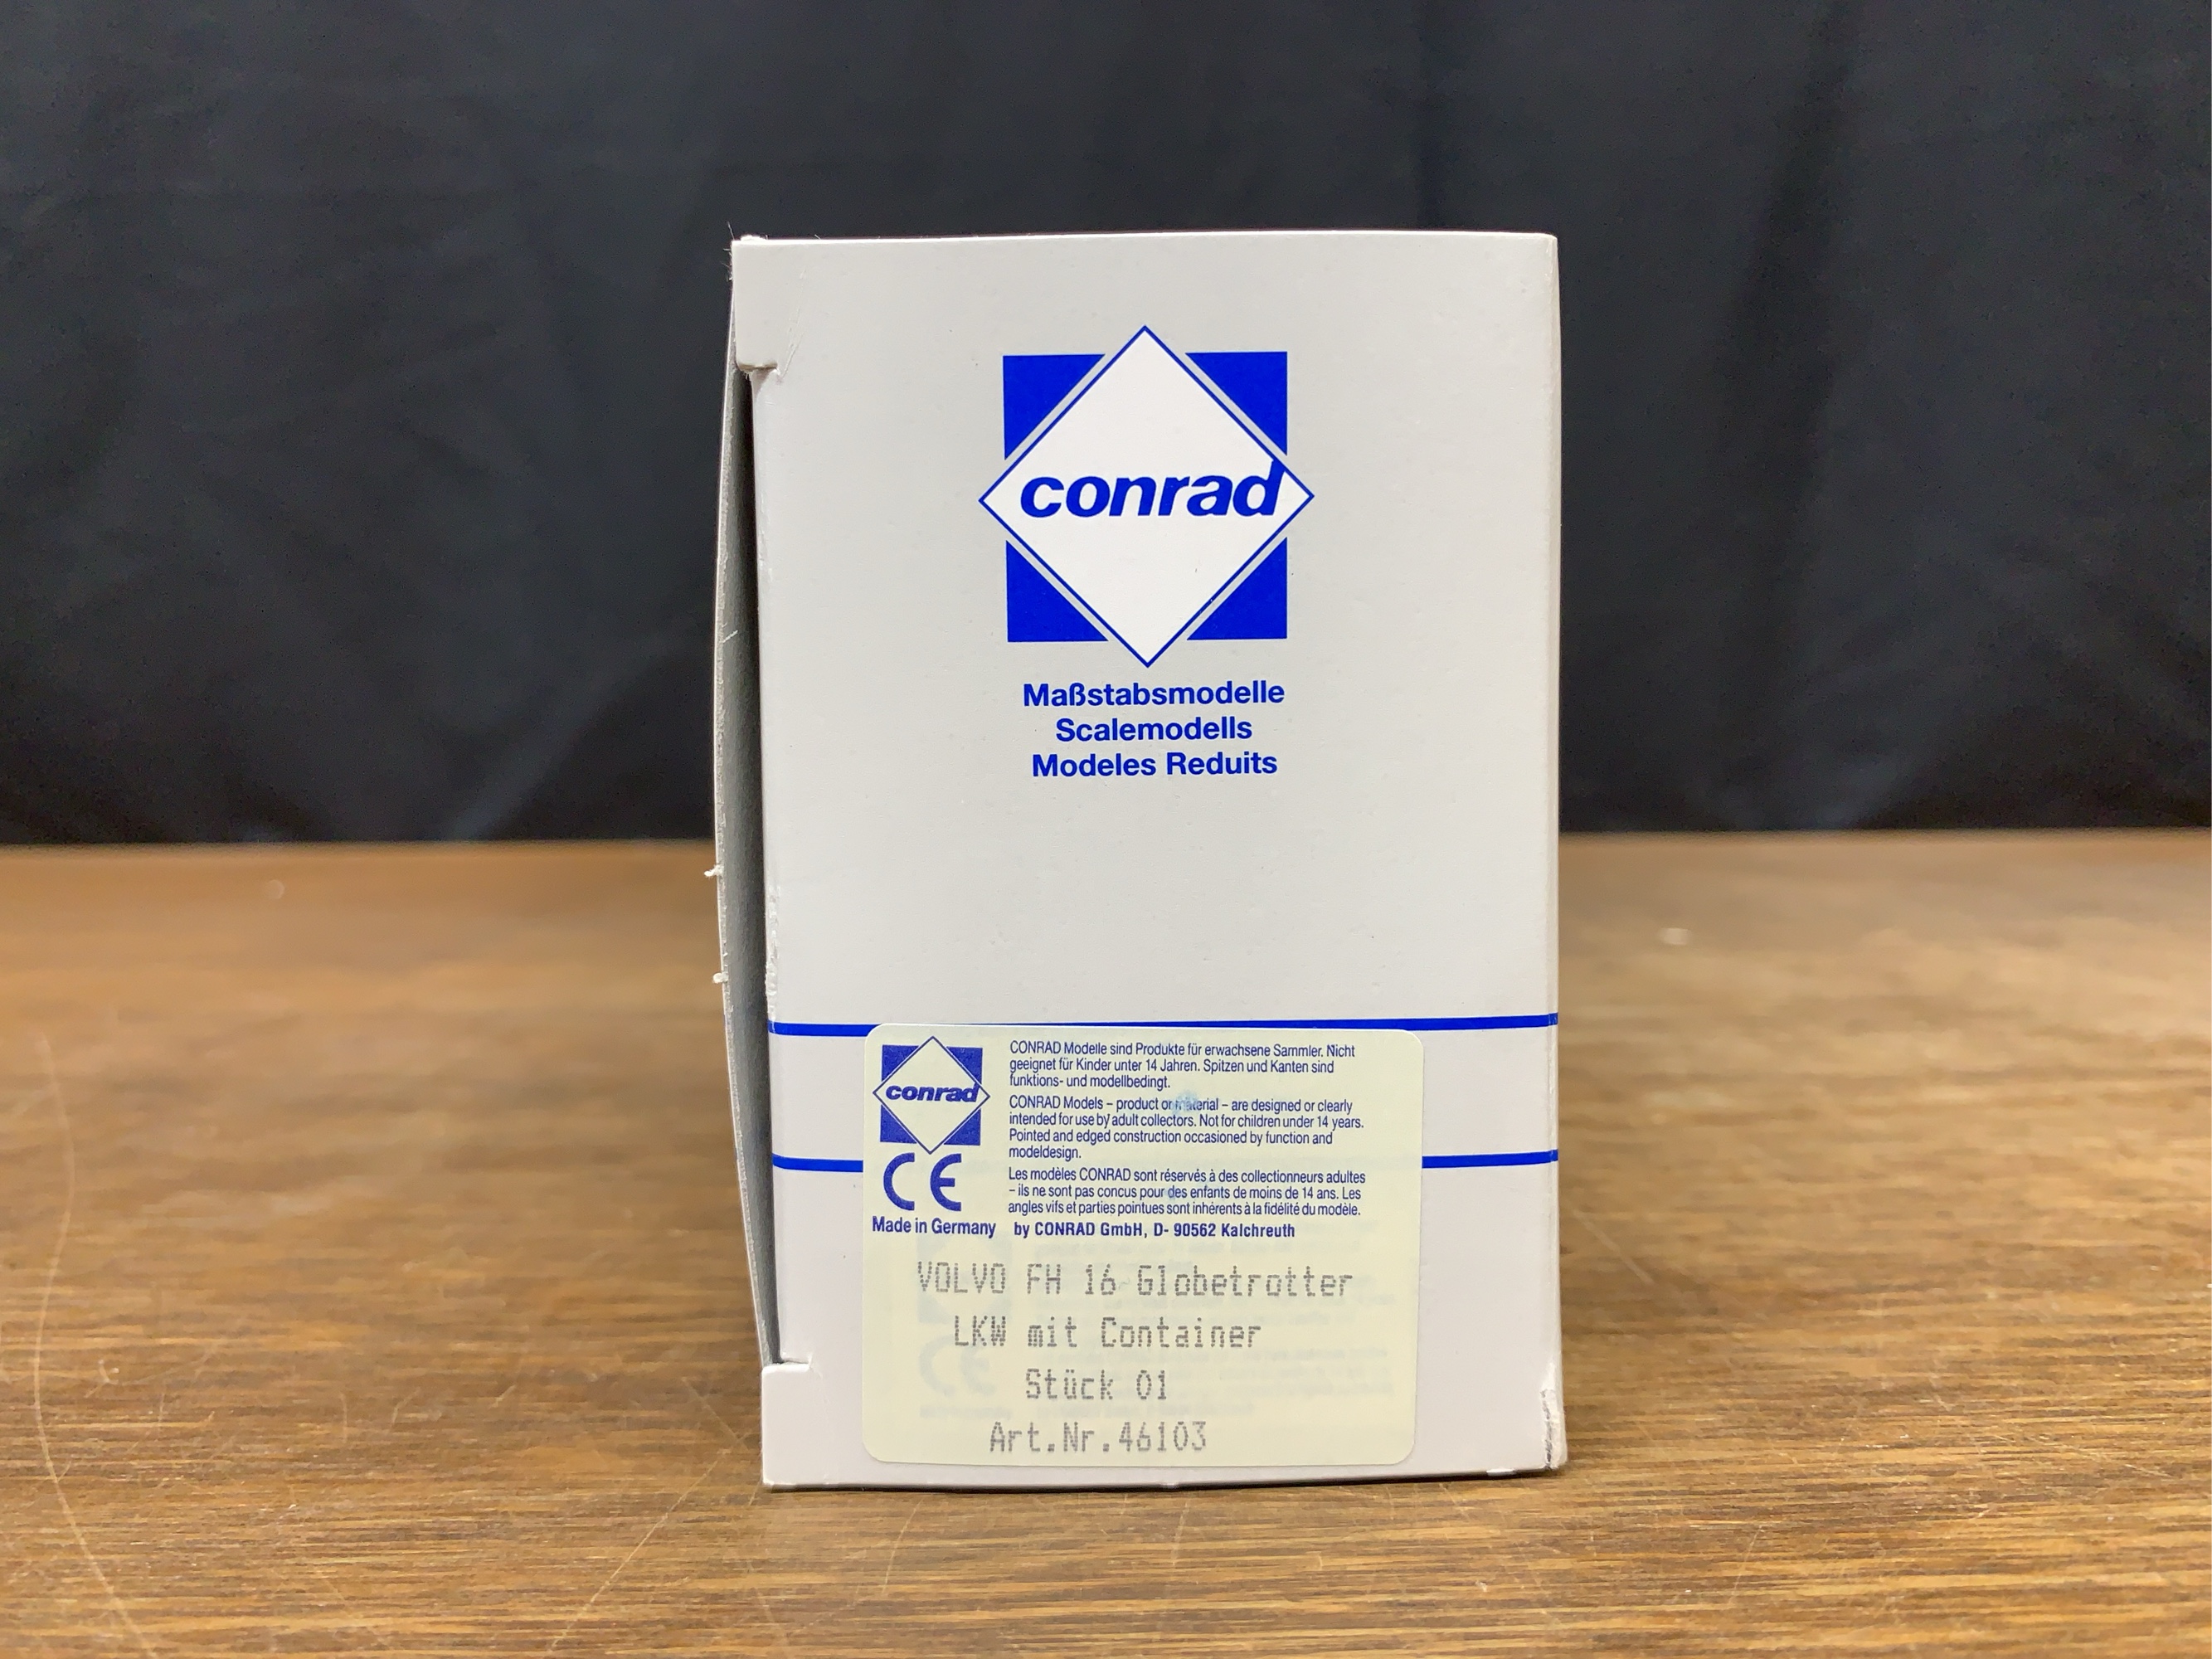 conrad
Maßstabsmodelle
Scalemodells
Modeles Reduits
conrad
CE
Made in Germany
CONRAD Modelle sind Produkte für erwachsene Sammler. Nicht
geeignet für Kinder unter 14 Jahren. Spitzen und Kanten sind
funktions- und modellbedingt.
CONRAD Models – product or material – are designed or clearly
intended for use by adult collectors. Not for children under 14 years.
Pointed and edged construction occasioned by function and
modeldesign.
Les modèles CONRAD sont réservés à des collectionneurs adultes
– ils ne sont pas concus pour des enfants de moins de 14 ans. Les
angles vifs et parties pointues sont inhérents à la fidélité du modèle.
by CONRAD GmbH, D- 90562 Kalchreuth
VOLVO FH 16 Globetrotter
LKW mit Container
Stück 01
Art.Nr.46103